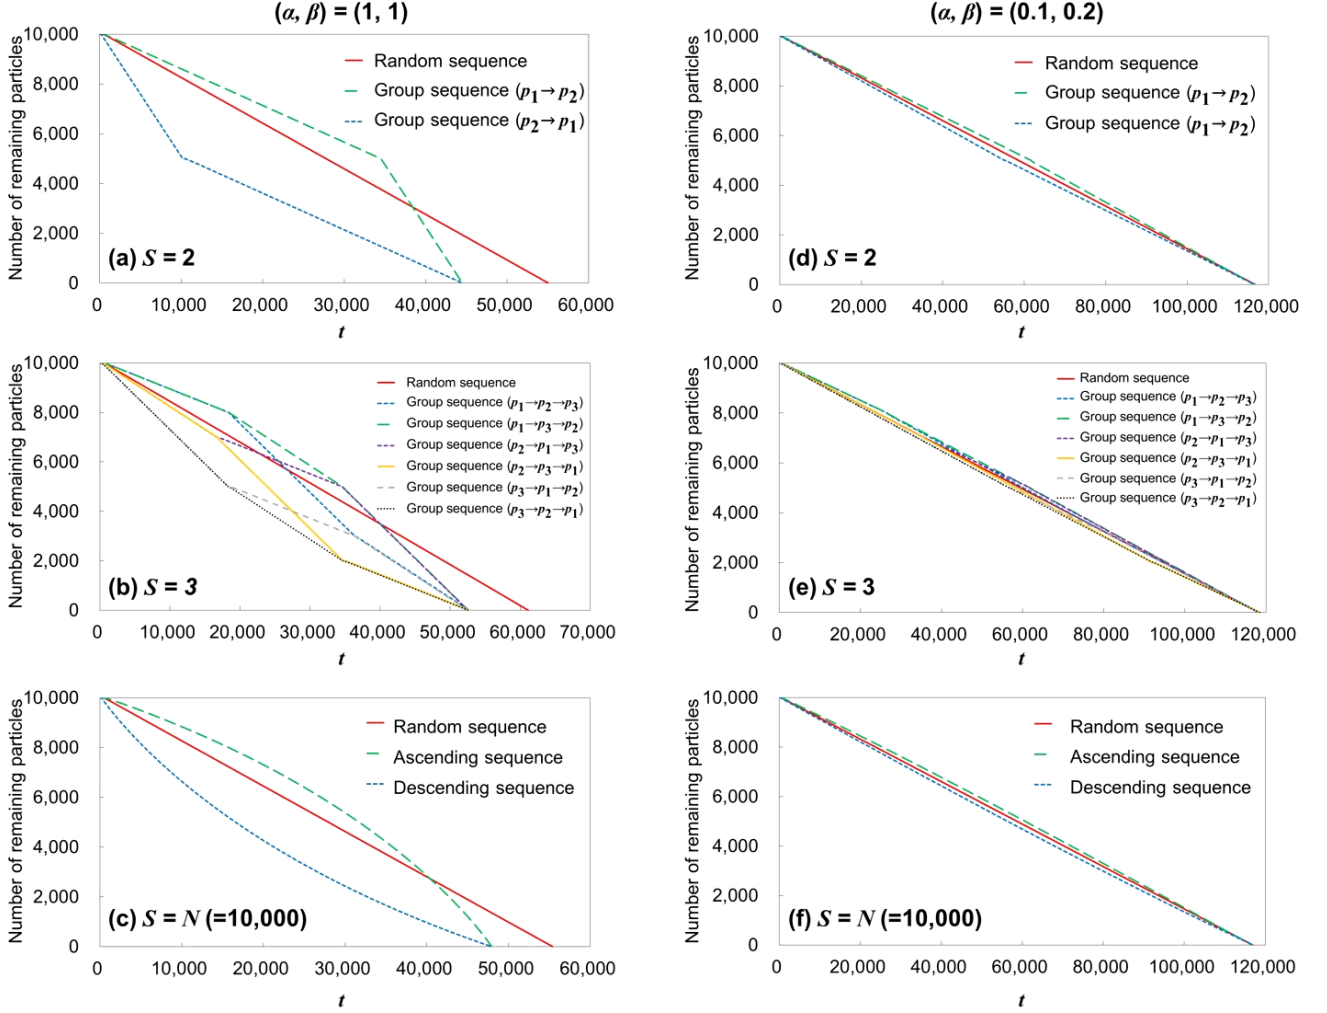 (α, β) = (1, 1)
Number of remaining particles
10,000
8,000
6,000
4,000
2,000
0
Random sequence
Group sequence (p1→p2)
Group sequence (p2→p1)
(a) S = 2
0 10,000 20,000 30,000 40,000 50,000 60,000
t
(α, β) = (0.1, 0.2)
Number of remaining particles
10,000
8,000
6,000
4,000
2,000
0
Random sequence
Group sequence (p1→p2)
Group sequence (p1→p2)
(d) S = 2
0 20,000 40,000 60,000 80,000 100,000 120,000
t
Number of remaining particles
10,000
8,000
6,000
4,000
2,000
0
Random sequence
Group sequence (p1→p2→p3)
Group sequence (p1→p3→p2)
Group sequence (p2→p1→p3)
Group sequence (p2→p3→p1)
Group sequence (p3→p1→p2)
Group sequence (p3→p2→p1)
(b) S = 3
0 10,000 20,000 30,000 40,000 50,000 60,000 70,000
t
Number of remaining particles
10,000
8,000
6,000
4,000
2,000
0
Random sequence
Group sequence (p1→p2→p3)
Group sequence (p1→p3→p2)
Group sequence (p2→p1→p3)
Group sequence (p2→p3→p1)
Group sequence (p3→p1→p2)
Group sequence (p3→p2→p1)
(e) S = 3
0 20,000 40,000 60,000 80,000 100,000 120,000
t
Number of remaining particles
10,000
8,000
6,000
4,000
2,000
0
Random sequence
Ascending sequence
Descending sequence
(c) S = N (=10,000)
0 10,000 20,000 30,000 40,000 50,000 60,000
t
Number of remaining particles
10,000
8,000
6,000
4,000
2,000
0
Random sequence
Ascending sequence
Descending sequence
(f) S = N (=10,000)
0 20,000 40,000 60,000 80,000 100,000 120,000
t